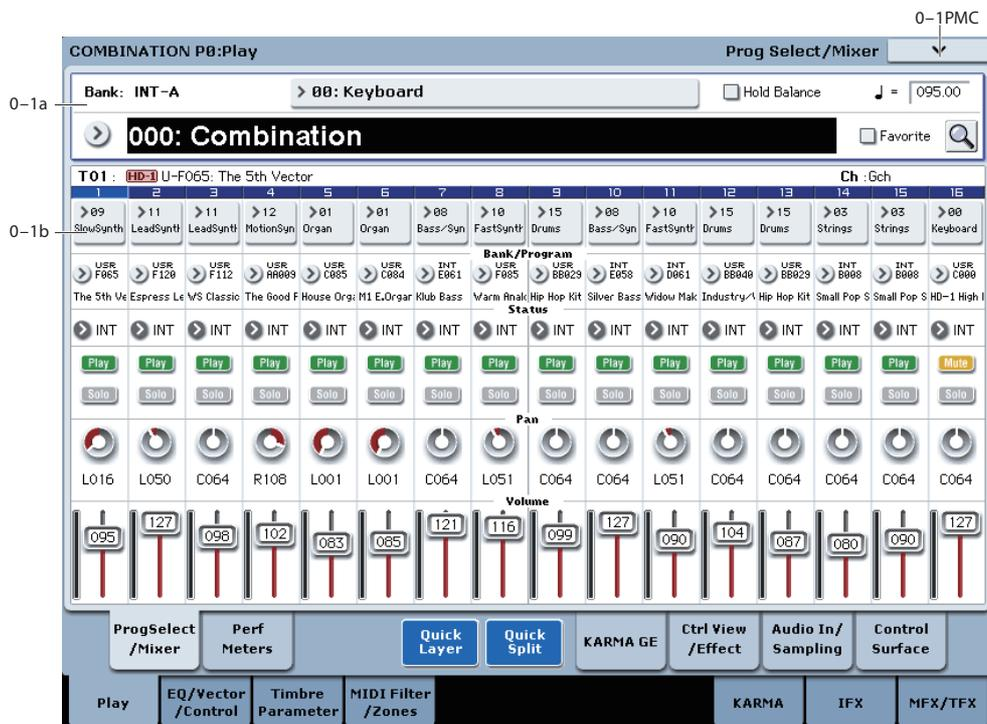 0–1PMC
COMBINATION P0:Play
Prog Select/Mixer
0–1a
Bank: INT-A
00: Keyboard
Hold Balance
♩ = 095.00
000: Combination
Favorite
T01 : HD-1 U-F065: The 5th Vector
Ch :Gch
1 2 3 4 5 6 7 8 9 10 11 12 13 14 15 16
0–1b
09 11 11 12 01 01 08 10 15 08 10 15 15 03 03 00
SlowSynth LeadSynth LeadSynth MotionSyn Organ Organ Bass/Syn FastSynth Drums Bass/Syn FastSynth Drums Drums Strings Strings Keyboard
Bank/Program
USR USR USR USR USR USR INT USR USR INT INT USR USR INT INT USR
F065 F120 F112 AA009 C085 C084 E061 F085 BB029 E058 D061 BB040 BB029 B008 B008 C000
The 5th Ve Espress Le WS Classic The Good F House Orga M1 E.Organ Klub Bass Warm Anak Hip Hop Kit Silver Bass Widow Mak Industry/V Hip Hop Kit Small Pop S Small Pop S HD-1 High I
Status
INT INT INT INT INT INT INT INT INT INT INT INT INT INT INT INT
Play Play Play Play Play Play Play Play Play Play Play Play Play Play Play Mute
Solo Solo Solo Solo Solo Solo Solo Solo Solo Solo Solo Solo Solo Solo Solo Solo
Pan
L016 L050 C064 R108 L001 L001 C064 L051 C064 C064 L051 C064 C064 C064 C064 C064
Volume
095 127 098 102 083 085 121 116 099 127 090 104 087 080 090 127
ProgSelect
/Mixer
Perf
Meters
Quick
Layer
Quick
Split
KARMA GE
Ctrl View
/Effect
Audio In/
Sampling
Control
Surface
Play
EQ/Vector
/Control
Timbre
Parameter
MIDI Filter
/Zones
KARMA
IFX
MFX/TFX